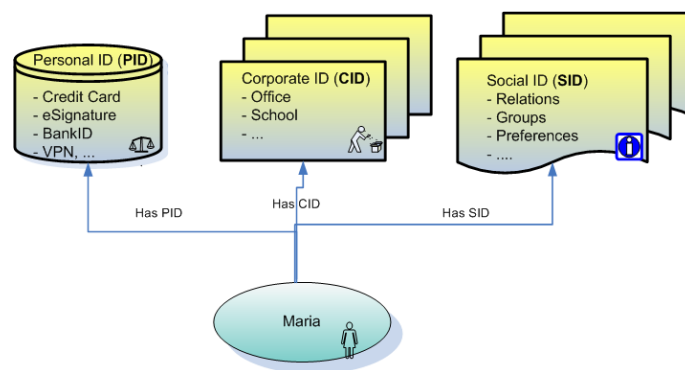 Personal ID (PID)
- Credit Card
- eSignature
- BankID
- VPN, ...
Corporate ID (CID)
- Office
- School
- ...
Social ID (SID)
- Relations
- Groups
- Preferences
- ....
Has PID
Has CID
Has SID
Maria